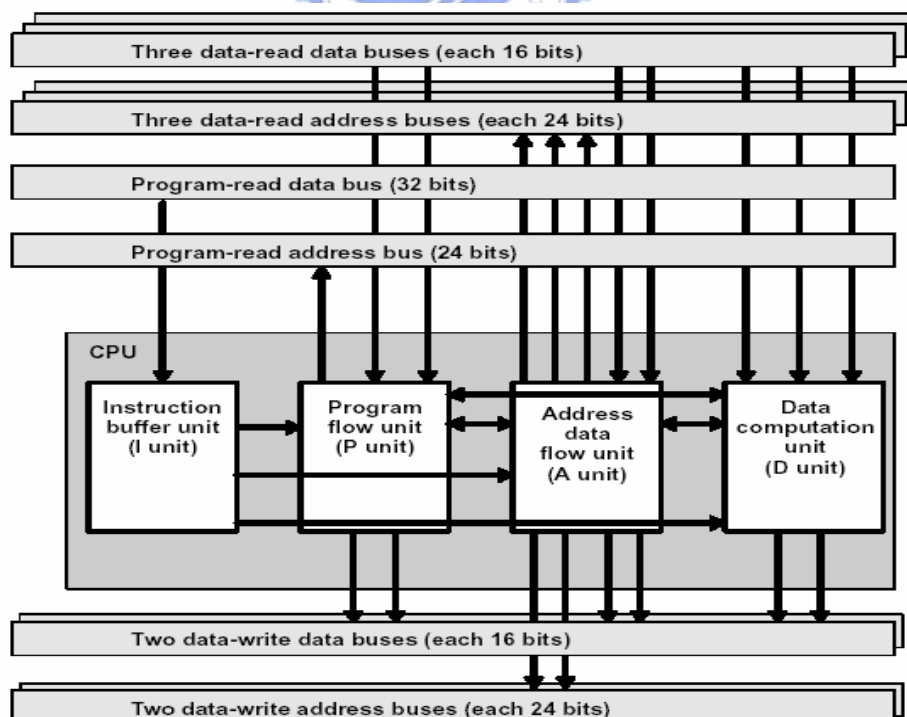 Three data-read data buses (each 16 bits)
Three data-read address buses (each 24 bits)
Program-read data bus (32 bits)
Program-read address bus (24 bits)
CPU
Instruction
buffer unit
(I unit)
Program
flow unit
(P unit)
Address
data
flow unit
(A unit)
Data
computation
unit
(D unit)
Two data-write data buses (each 16 bits)
Two data-write address buses (each 24 bits)